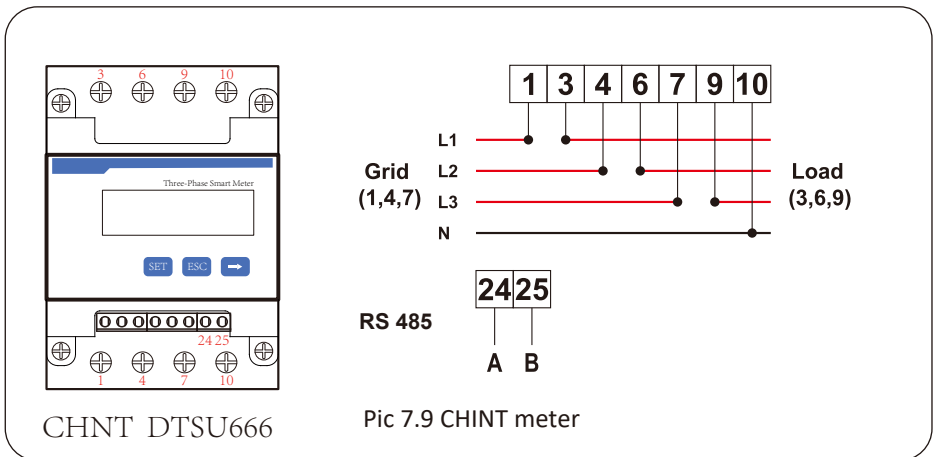 3 6 9 10
Three-Phase Smart Meter
SET ESC
24 25
1 4 7 10
CHNT DTSU666
1 3 4 6 7 9 10
L1
Grid L2 Load
(1,4,7) L3 (3,6,9)
N
24 25
RS 485
A B
Pic 7.9 CHINT meter